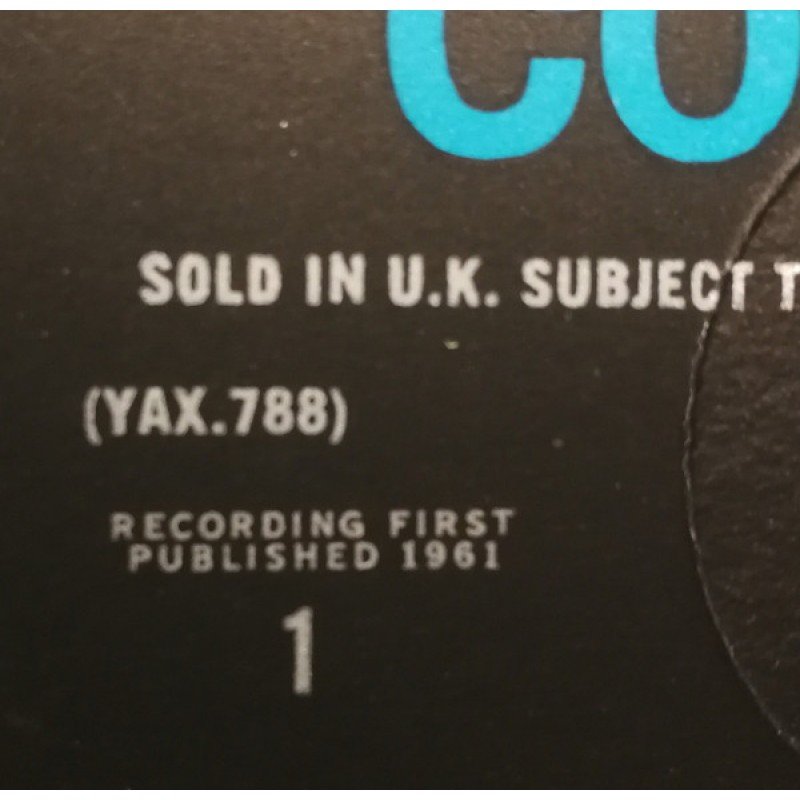 CO
SOLD IN U.K. SUBJECT T
(YAX.788)
RECORDING FIRST
PUBLISHED 1961
1